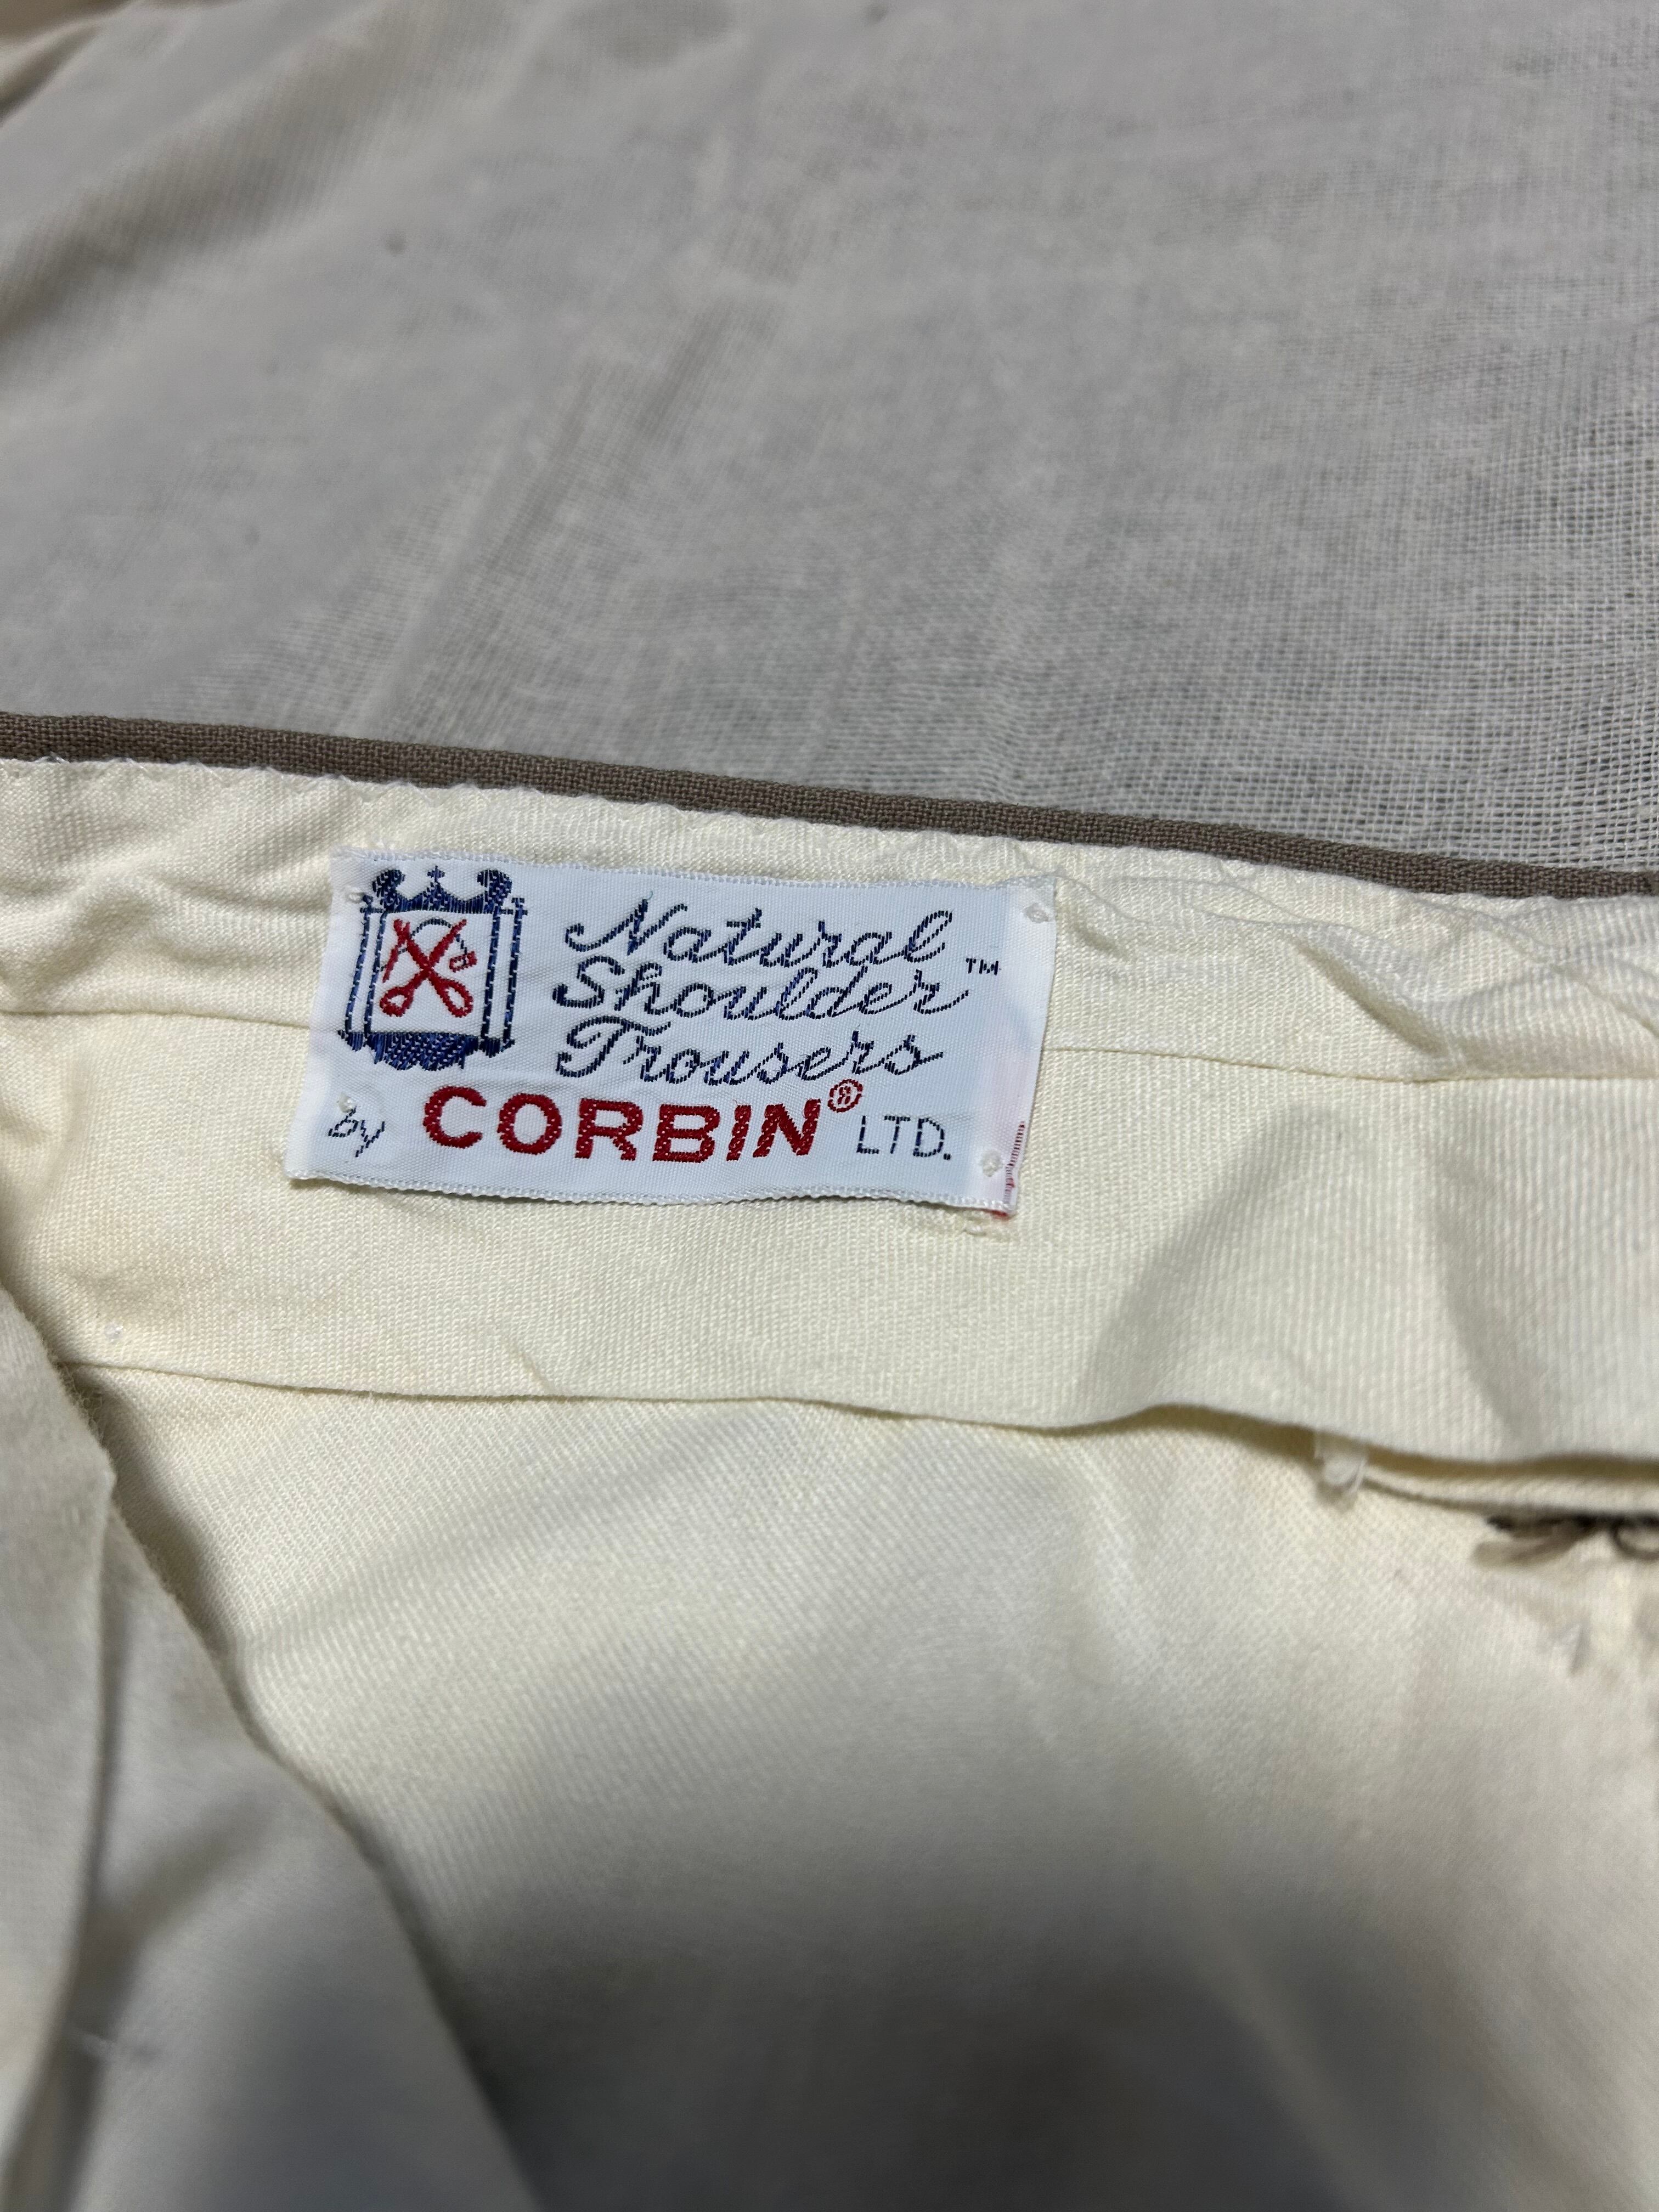 Natural
Shoulder™
Trousers
by CORBIN® LTD.